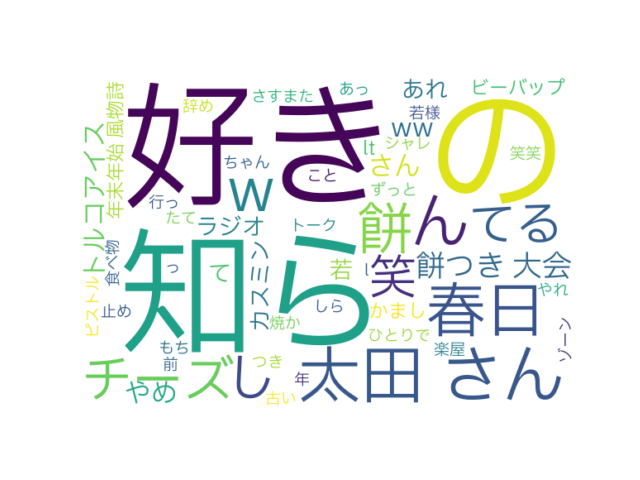 好き
の
知ら
太田 さん
春日
チーズ
し
ん
てる
餅
笑
w
ww
さん
あれ
ビーバップ
若様
シャレ
笑笑
lt
あっ
さすまた
辞め
ちゃん
こと
ずっと
年末年始 風物詩
トルコアイス
行っ
たて
ラジオ
トーク
カスミン
て
若
l
餅つき 大会
やれ
かまし
ひとりで
楽屋
ゾーン
しら
焼か
食べ物
ピストル
っ
止め
もち
前
つき
やめ
年
古い